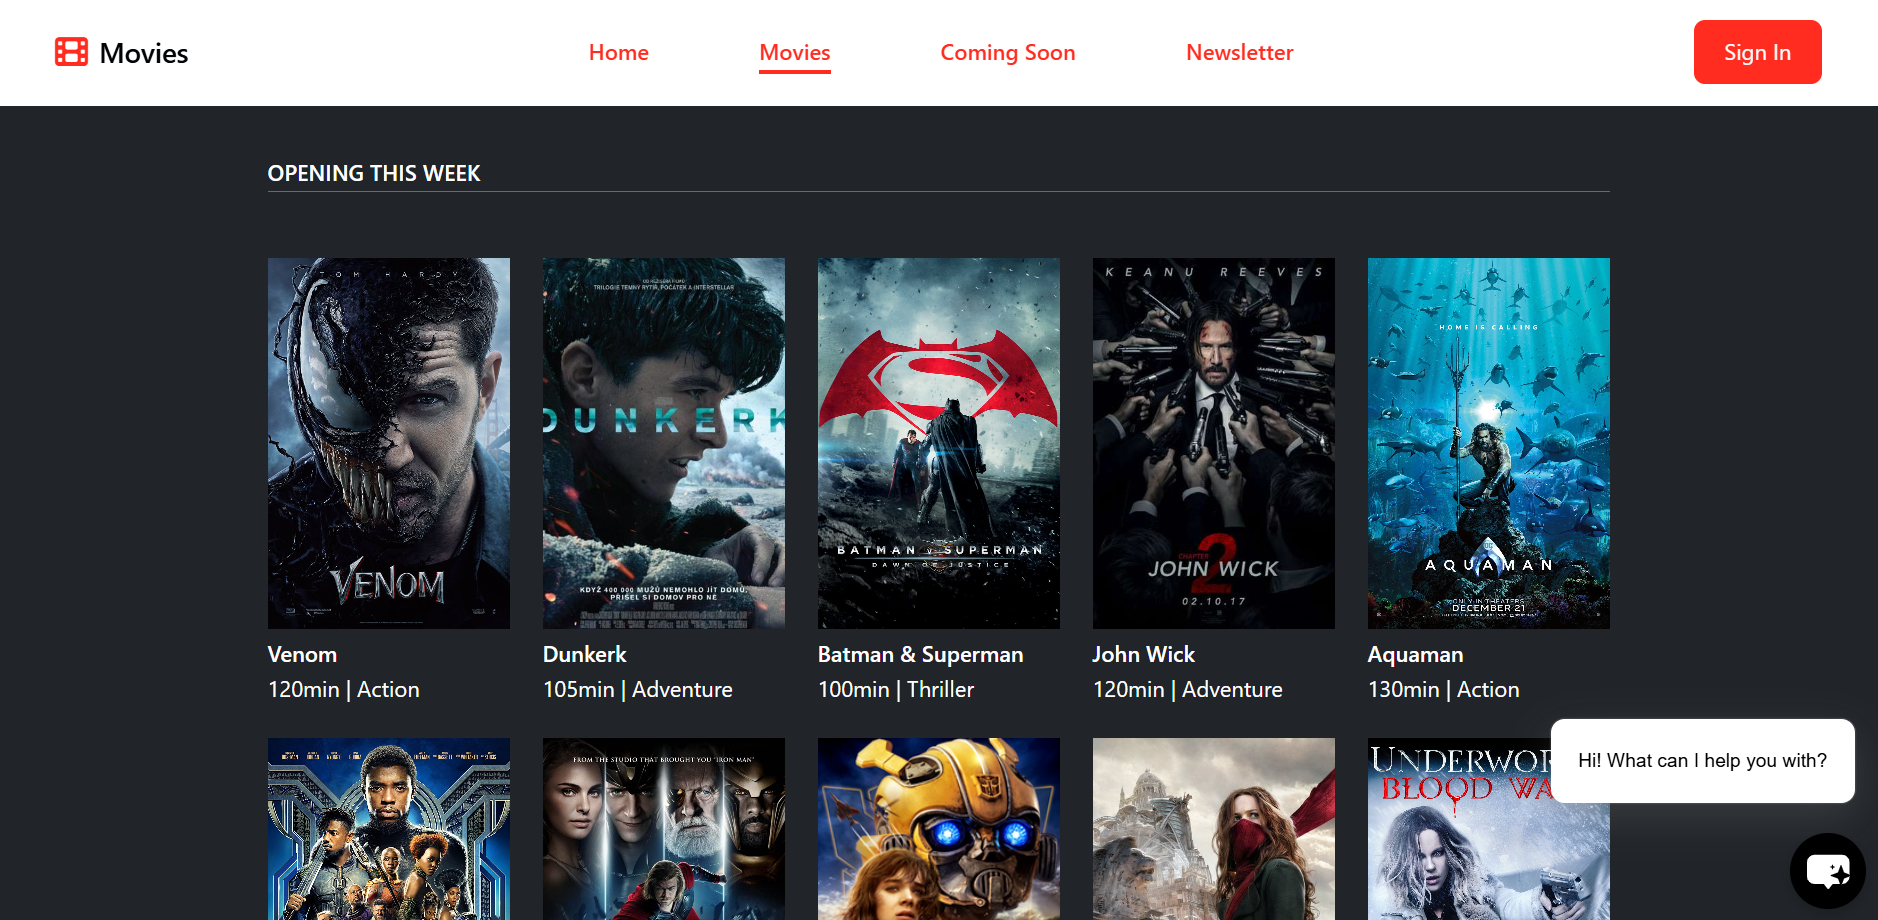 Movies
Home
Movies
Coming Soon
Newsletter
Sign In
OPENING THIS WEEK
TOM HARDY
VENOM
OD REŽISÉRA FILMŮ
TRILOGIE TEMNÝ RYTÍŘ, POČÁTEK A INTERSTELLAR
DUNKERK
KDYŽ 400 000 MUŽŮ NEMOHLO JÍT DOMŮ,
PŘIŠEL SI DOMOV PRO NĚ
BATMAN v SUPERMAN
DAWN OF JUSTICE
KEANU REEVES
CHAPTER
2
JOHN WICK
02.10.17
HOME IS CALLING
AQUAMAN
ONLY IN THEATERS
DECEMBER 21
Venom
120min | Action
Dunkerk
105min | Adventure
Batman & Superman
100min | Thriller
John Wick
120min | Adventure
Aquaman
130min | Action
FROM THE STUDIO THAT BROUGHT YOU "IRON MAN"
UNDERWOR
BLOOD WA
Hi! What can I help you with?